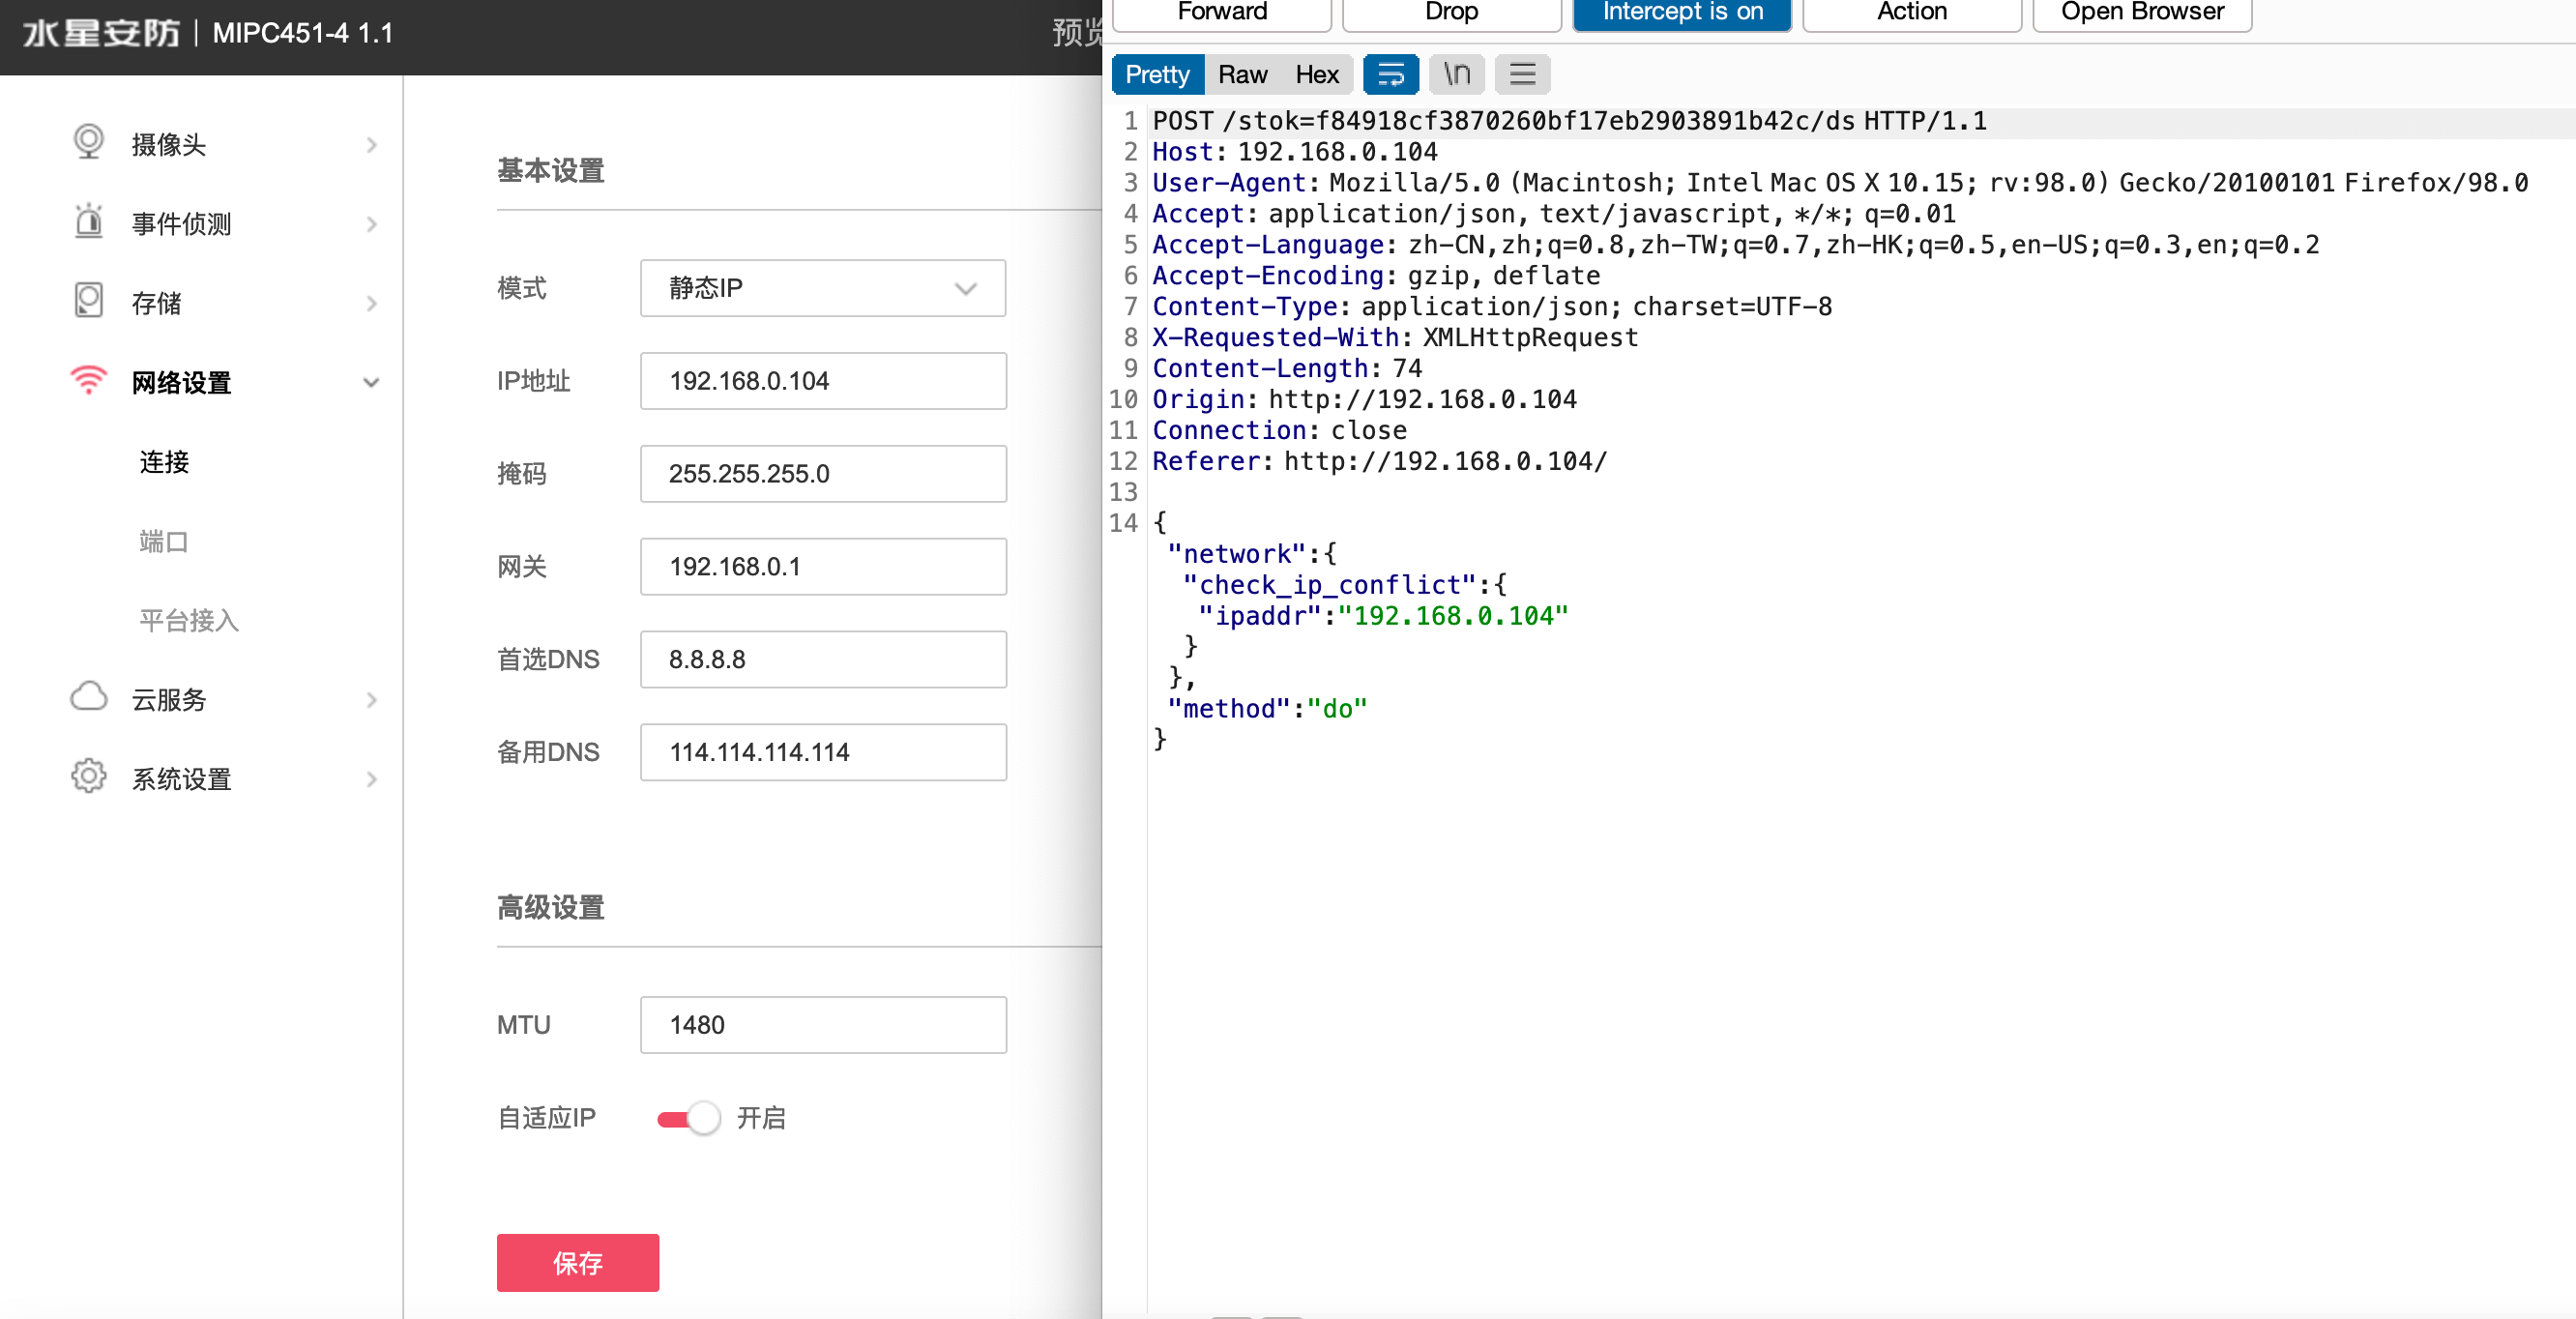 水星安防 | MIPC451-4 1.1
预览
摄像头
事件侦测
存储
网络设置
连接
端口
平台接入
云服务
系统设置
基本设置
模式 静态IP
IP地址 192.168.0.104
掩码 255.255.255.0
网关 192.168.0.1
首选DNS 8.8.8.8
备用DNS 114.114.114.114
高级设置
MTU 1480
自适应IP 开启
保存
Forward Drop Intercept is on Action Open Browser
Pretty Raw Hex \n
1 POST /stok=f84918cf3870260bf17eb2903891b42c/ds HTTP/1.1
2 Host: 192.168.0.104
3 User-Agent: Mozilla/5.0 (Macintosh; Intel Mac OS X 10.15; rv:98.0) Gecko/20100101 Firefox/98.0
4 Accept: application/json, text/javascript, */*; q=0.01
5 Accept-Language: zh-CN,zh;q=0.8,zh-TW;q=0.7,zh-HK;q=0.5,en-US;q=0.3,en;q=0.2
6 Accept-Encoding: gzip, deflate
7 Content-Type: application/json; charset=UTF-8
8 X-Requested-With: XMLHttpRequest
9 Content-Length: 74
10 Origin: http://192.168.0.104
11 Connection: close
12 Referer: http://192.168.0.104/
13
14 {
"network":{
"check_ip_conflict":{
"ipaddr":"192.168.0.104"
}
},
"method":"do"
}